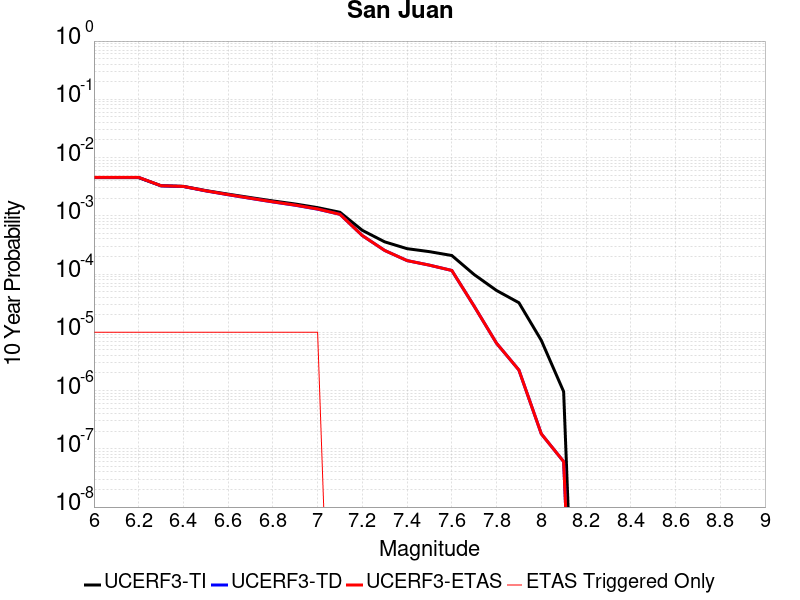 San Juan
10 0
10 -1
10 -2
10 -3
10 -4
10 -5
10 -6
10 -7
10 -8
10 Year Probability
6 6.2 6.4 6.6 6.8 7 7.2 7.4 7.6 7.8 8 8.2 8.4 8.6 8.8 9
Magnitude
UCERF3-TI UCERF3-TD UCERF3-ETAS ETAS Triggered Only